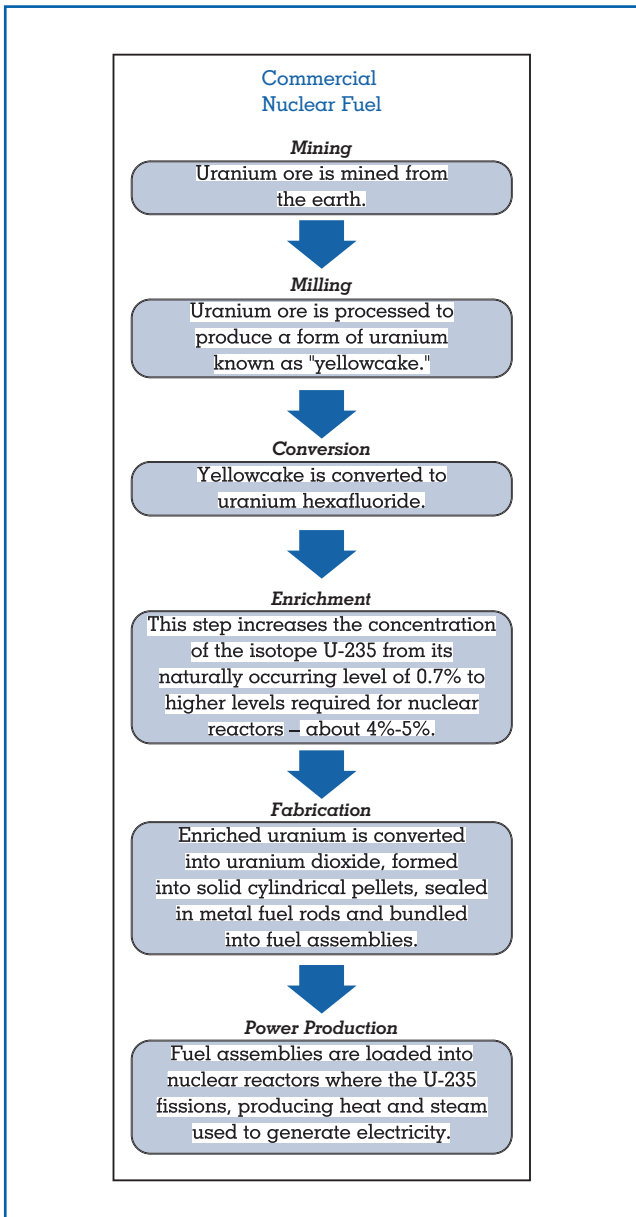 Commercial
Nuclear Fuel
Mining
Uranium ore is mined from
the earth.
Milling
Uranium ore is processed to
produce a form of uranium
known as "yellowcake."
Conversion
Yellowcake is converted to
uranium hexafluoride.
Enrichment
This step increases the concentration
of the isotope U-235 from its
naturally occurring level of 0.7% to
higher levels required for nuclear
reactors – about 4%-5%.
Fabrication
Enriched uranium is converted
into uranium dioxide, formed
into solid cylindrical pellets, sealed
in metal fuel rods and bundled
into fuel assemblies.
Power Production
Fuel assemblies are loaded into
nuclear reactors where the U-235
fissions, producing heat and steam
used to generate electricity.